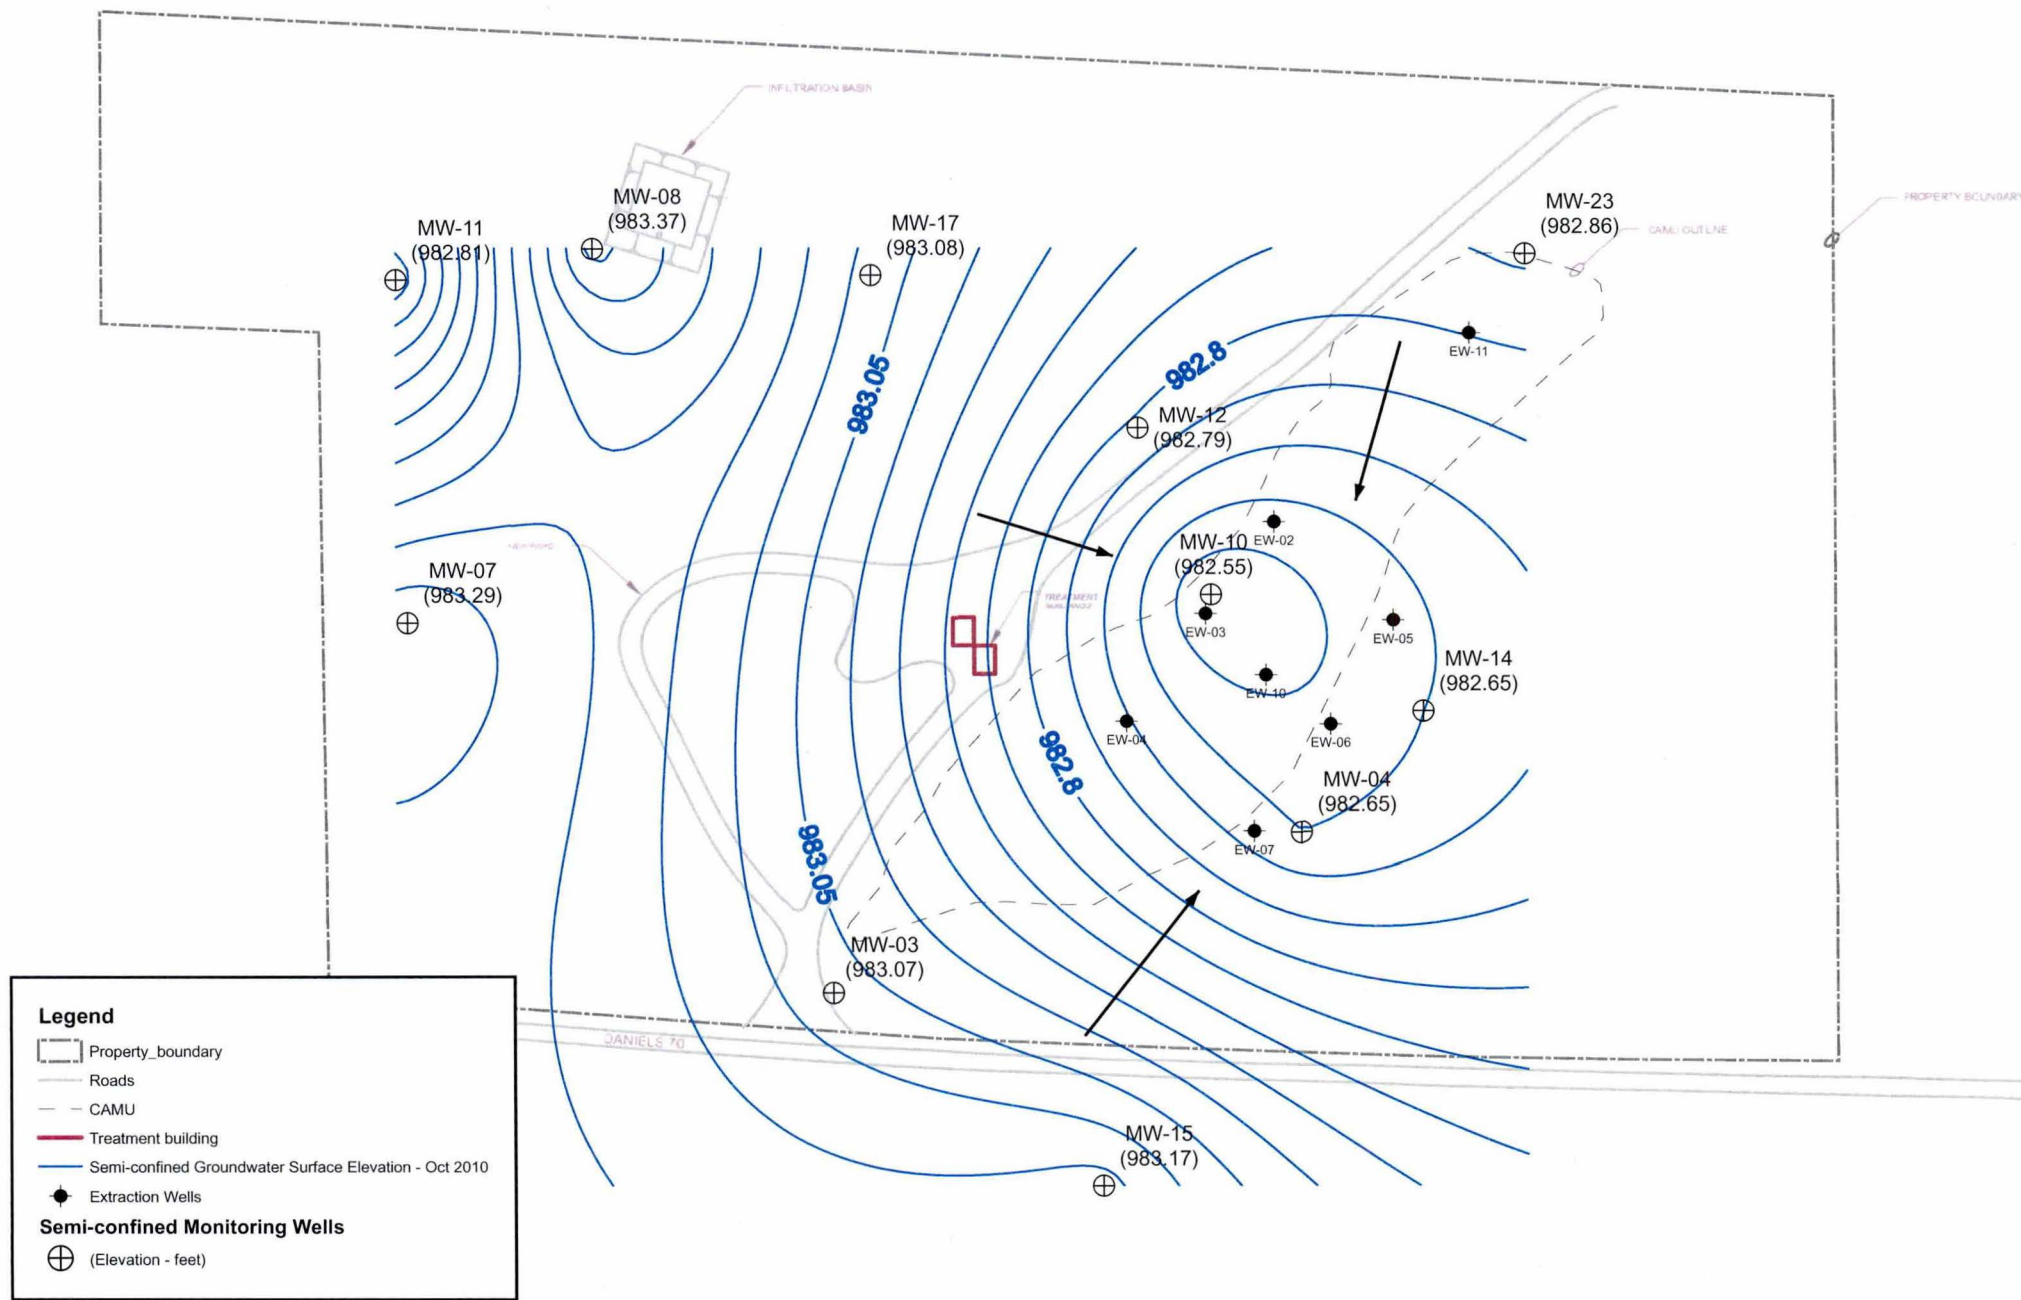 INFILTRATION BASIN
MW-08
(983.37)
MW-11
(982.81)
MW-17
(983.08)
MW-23
(982.86)
PROPERTY BOUNDARY
CAMU OUTLINE
EW-11
983.05
982.8
MW-12
(982.79)
EW-02
MW-10
(982.55)
MW-07
(983.29)
TREATMENT
EW-03
EW-05
MW-14
(982.65)
EW-10
EW-04
EW-06
982.8
MW-04
(982.65)
EW-07
983.05
MW-03
(983.07)
DANIELS 70
MW-15
(983.17)
Legend
Property_boundary
Roads
CAMU
Treatment building
Semi-confined Groundwater Surface Elevation - Oct 2010
Extraction Wells
Semi-confined Monitoring Wells
(Elevation - feet)